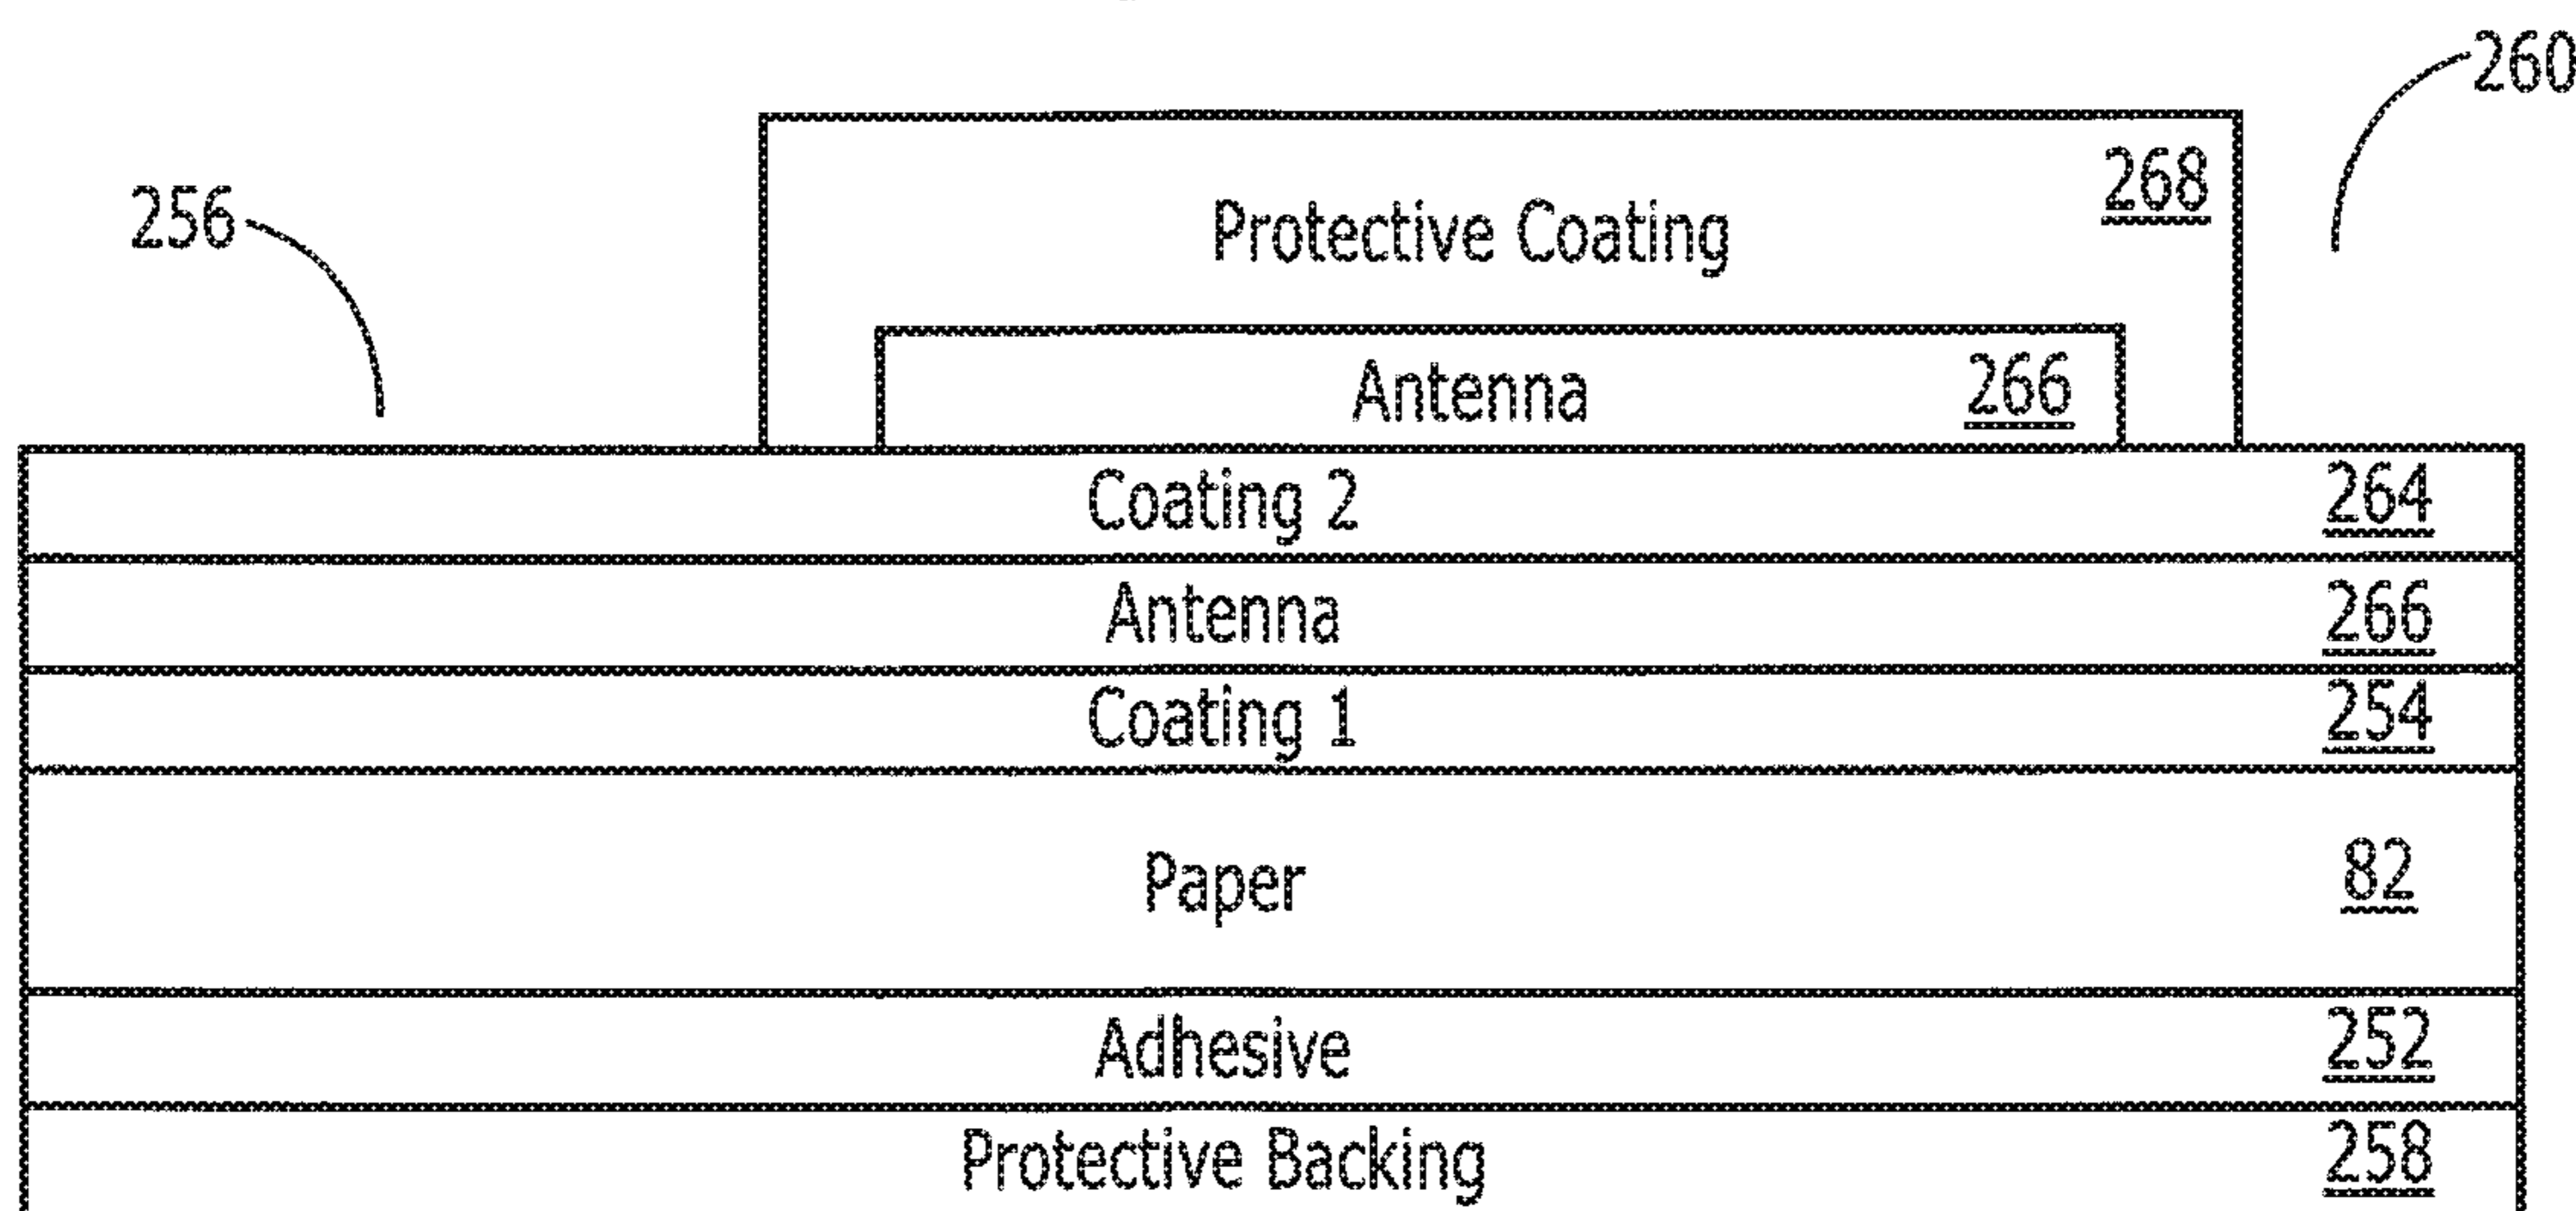 260
256
268
Protective Coating
Antenna 266
Coating 2 264
Antenna 266
Coating 1 254
Paper 82
Adhesive 252
Protective Backing 258